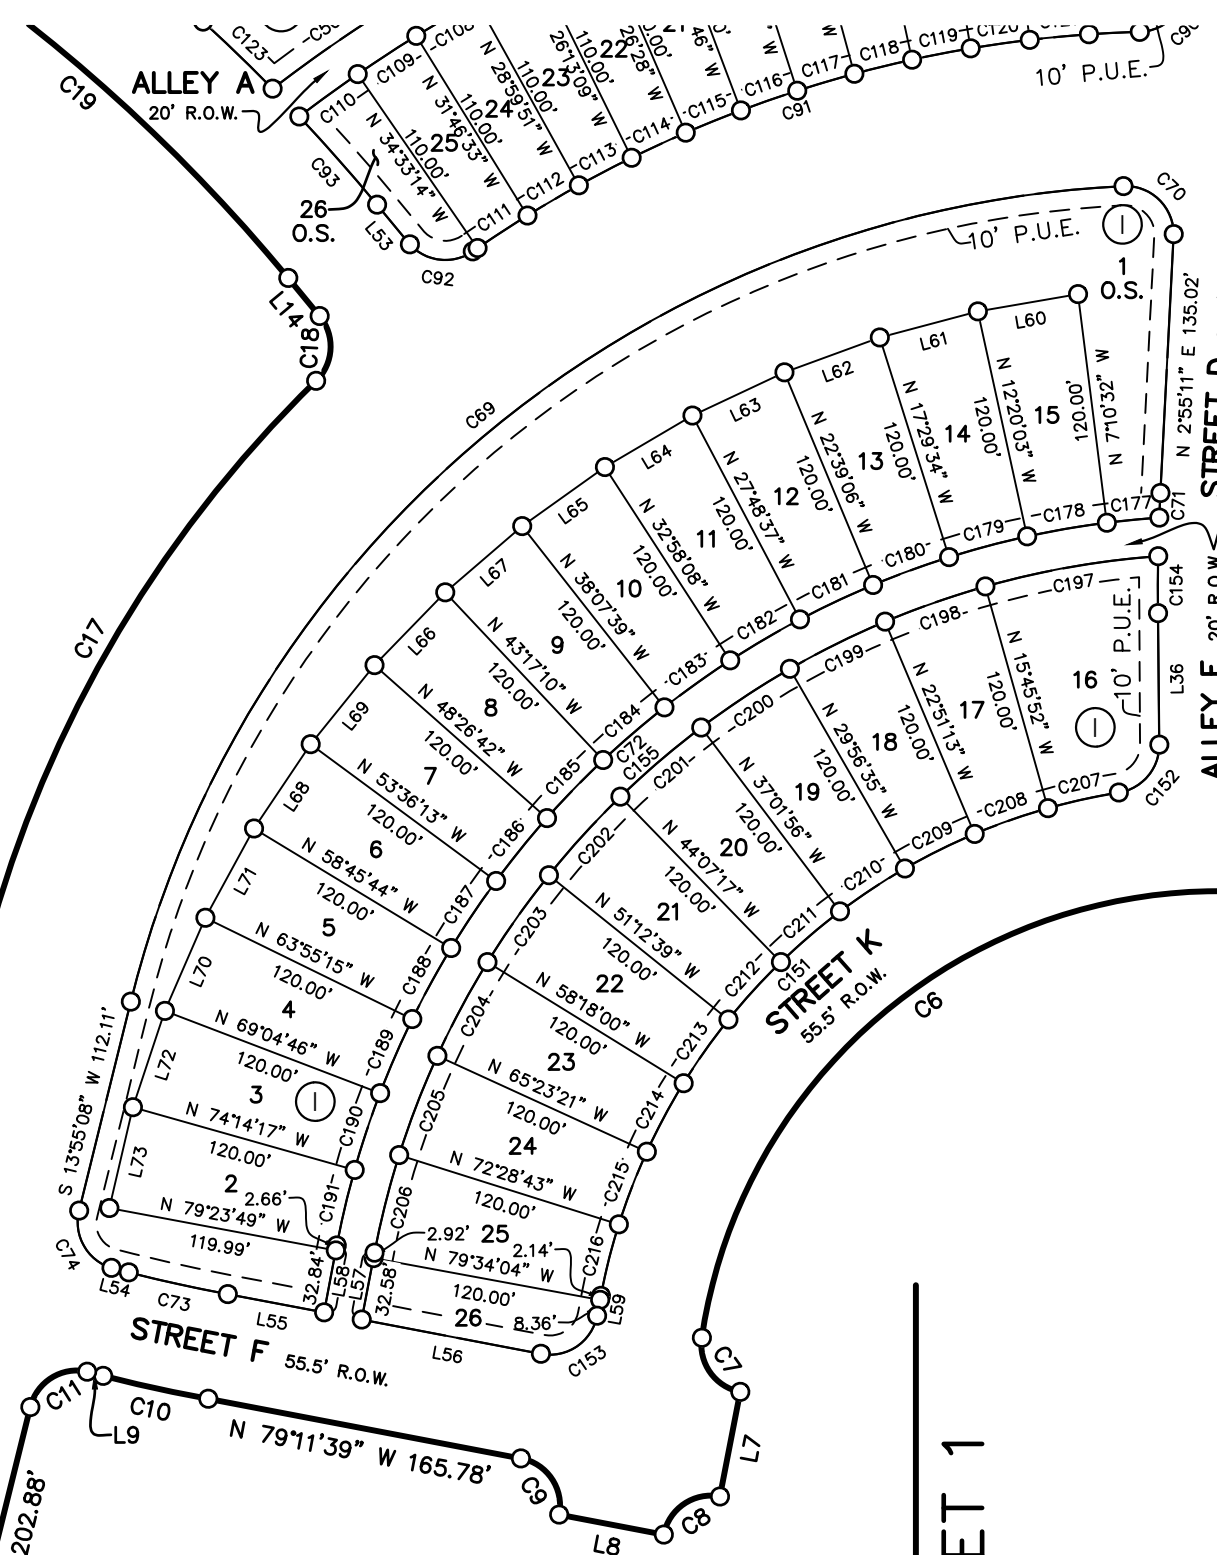 C19
C123
ALLEY A
20' R.O.W.
C110
C109
C108
N 34°33'14" W
110.00'
N 31°46'33" W
110.00'
N 28°59'51" W
110.00'
26°13'09" W
110.00'
26'28" W
46" W
W
W
22
23
24
25
26
O.S.
C93
L53
C92
C111
C112
C113
C114
C115
C116
C117
C118
C119
C120
C91
10' P.U.E.
C90
L14
C18
C17
C69
10' P.U.E.
C70
1
1
O.S.
N 2°55'11" E 135.02'
STREET D
C71
L60
L61
L62
L63
L64
L65
L67
L66
L69
L68
L71
L70
L72
L73
15
N 7°10'32" W
120.00'
14
N 12°20'03" W
120.00'
13
N 17°29'34" W
120.00'
12
N 22°39'06" W
120.00'
11
N 27°48'37" W
120.00'
10
N 32°58'08" W
120.00'
9
N 38°07'39" W
120.00'
8
N 43°17'10" W
120.00'
7
N 48°26'42" W
120.00'
6
N 53°36'13" W
120.00'
5
N 58°45'44" W
120.00'
4
N 63°55'15" W
120.00'
3
N 69°04'46" W
120.00'
1
N 74°14'17" W
120.00'
2
2.66'
N 79°23'49" W
119.99'
C177
C178
C179
C180
C181
C182
C183
C184
C72
C155
C185
C186
C187
C188
C189
C190
C191
S 13°55'08" W 112.11'
C74
L54
C73
L55
32.84'
L58
L57
32.58'
C154
L36
ALLEY F
20' R.O.W.
C197
C198
C199
C200
C201
C202
C203
C204
C205
C206
10' P.U.E.
16
1
17
N 15°45'52" W
120.00'
18
N 22°51'13" W
120.00'
19
N 29°56'35" W
120.00'
20
N 37°01'56" W
120.00'
21
N 44°07'17" W
120.00'
22
N 51°12'39" W
120.00'
23
N 58°18'00" W
120.00'
24
N 65°23'21" W
120.00'
N 72°28'43" W
120.00'
25
2.92'
2.14'
N 79°34'04" W
120.00'
26
8.36'
L59
C152
C207
C208
C209
C210
C211
C151
C212
C213
C214
C215
C216
C153
L56
STREET K
55.5' R.O.W.
C6
STREET F
55.5' R.O.W.
C11
L9
C10
N 79°11'39" W 165.78'
C9
L8
C8
L7
C7
202.88'
ET 1